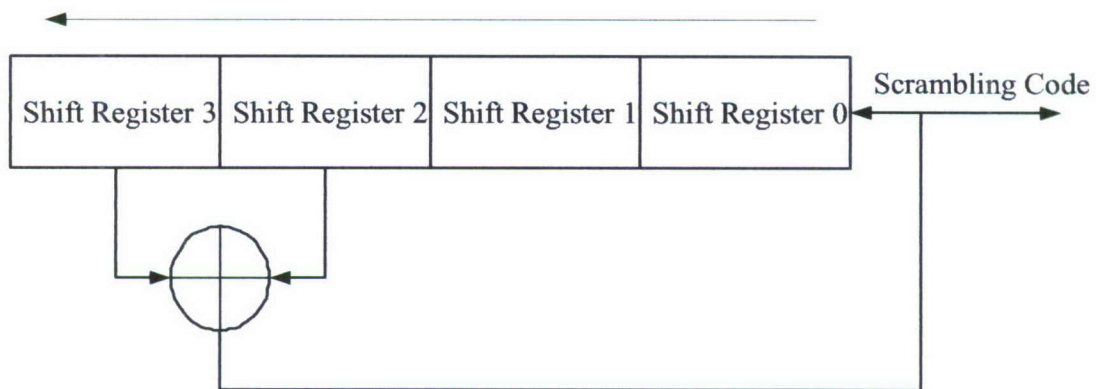 Scrambling Code
Shift Register 3 Shift Register 2 Shift Register 1 Shift Register 0